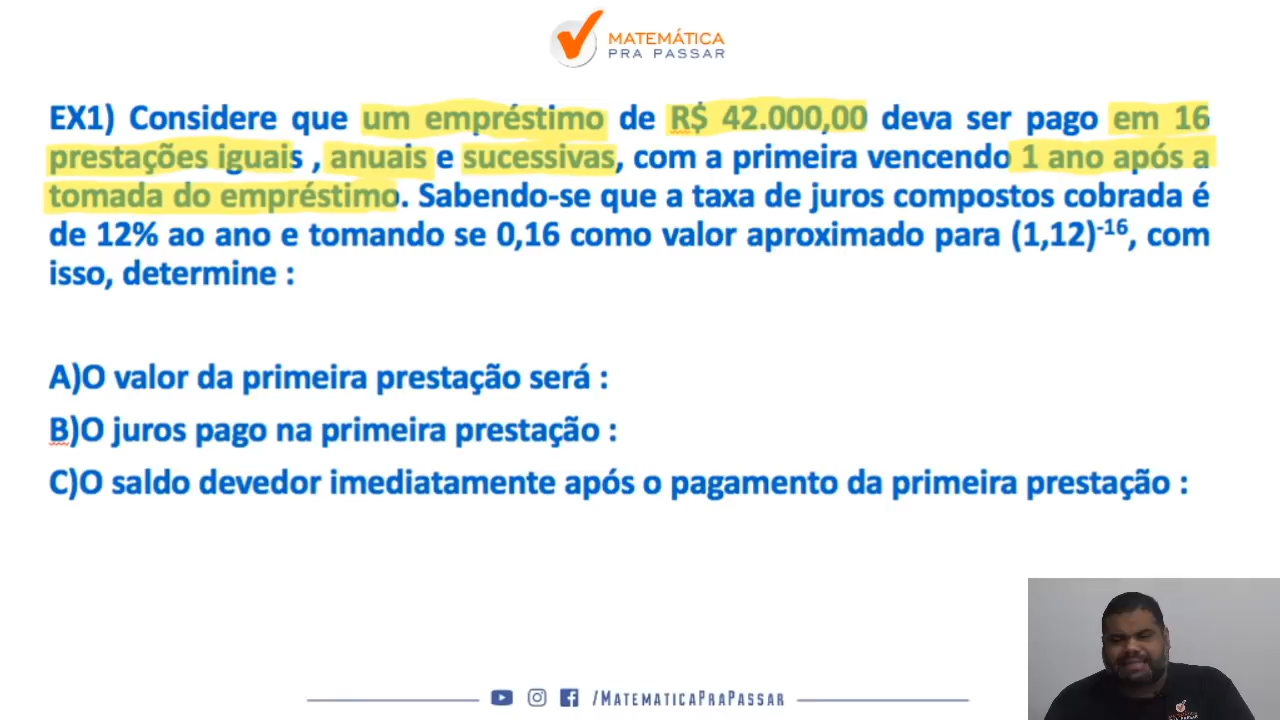 MATEMÁTICA
PRA PASSAR
EX1) Considere que um empréstimo de R$ 42.000,00 deva ser pago em 16
prestações iguais , anuais e sucessivas, com a primeira vencendo 1 ano após a
tomada do empréstimo. Sabendo-se que a taxa de juros compostos cobrada é
de 12% ao ano e tomando se 0,16 como valor aproximado para (1,12)⁻¹⁶, com
isso, determine :
A)O valor da primeira prestação será :
B)O juros pago na primeira prestação :
C)O saldo devedor imediatamente após o pagamento da primeira prestação :
/MATEMATICAPRAPASSAR